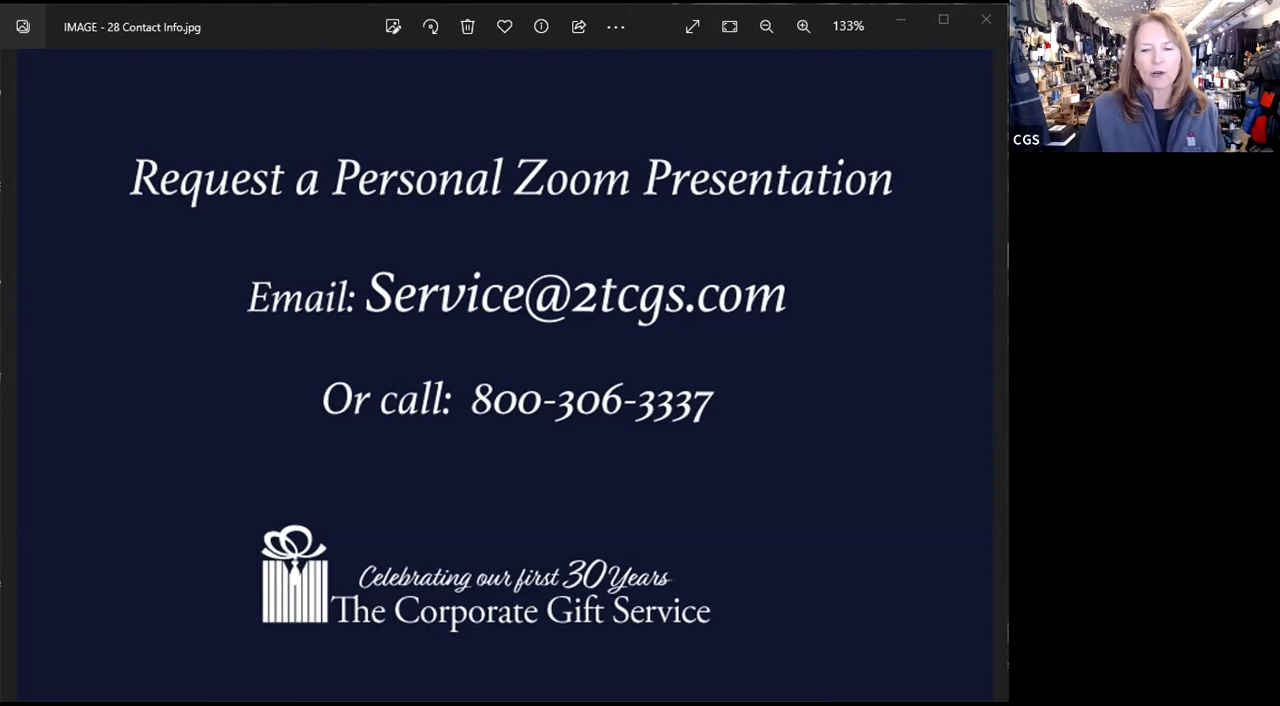 IMAGE - 28 Contact Info.jpg
133%
CGS
Request a Personal Zoom Presentation
Email: Service@2tcgs.com
Or call: 800-306-3337
Celebrating our first 30 Years
The Corporate Gift Service